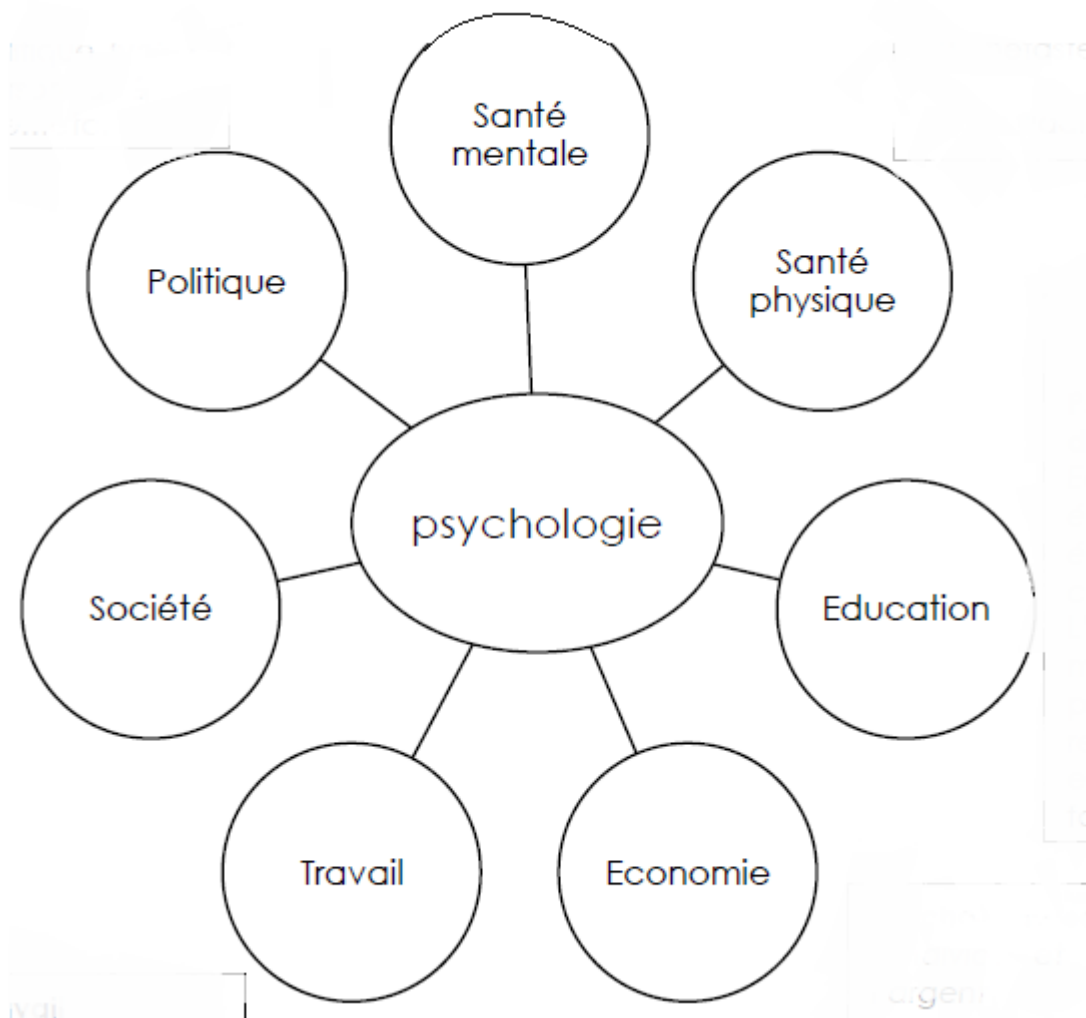 Santé
mentale
Politique
Santé
physique
psychologie
Société
Education
Travail
Economie